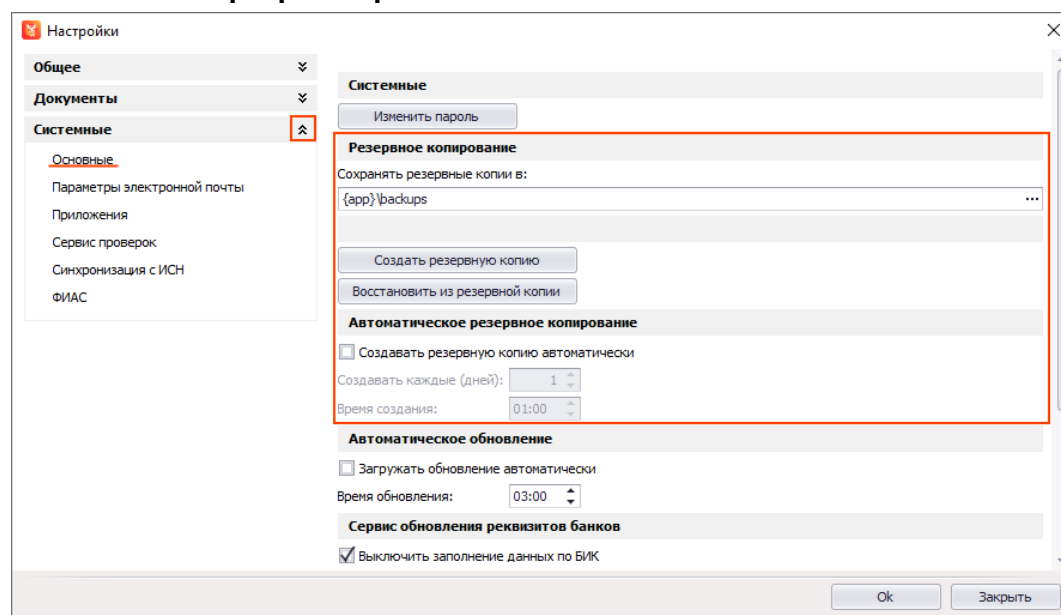 Настройки
Общее
Документы
Системные
Основные
Параметры электронной почты
Приложения
Сервис проверок
Синхронизация с ИСН
ФИАС
Системные
Изменить пароль
Резервное копирование
Сохранять резервные копии в:
{app}\backups
Создать резервную копию
Восстановить из резервной копии
Автоматическое резервное копирование
Создавать резервную копию автоматически
Создавать каждые (дней): 1
Время создания: 01:00
Автоматическое обновление
Загружать обновление автоматически
Время обновления: 03:00
Сервис обновления реквизитов банков
Выключить заполнение данных по БИК
Ok Закрыть